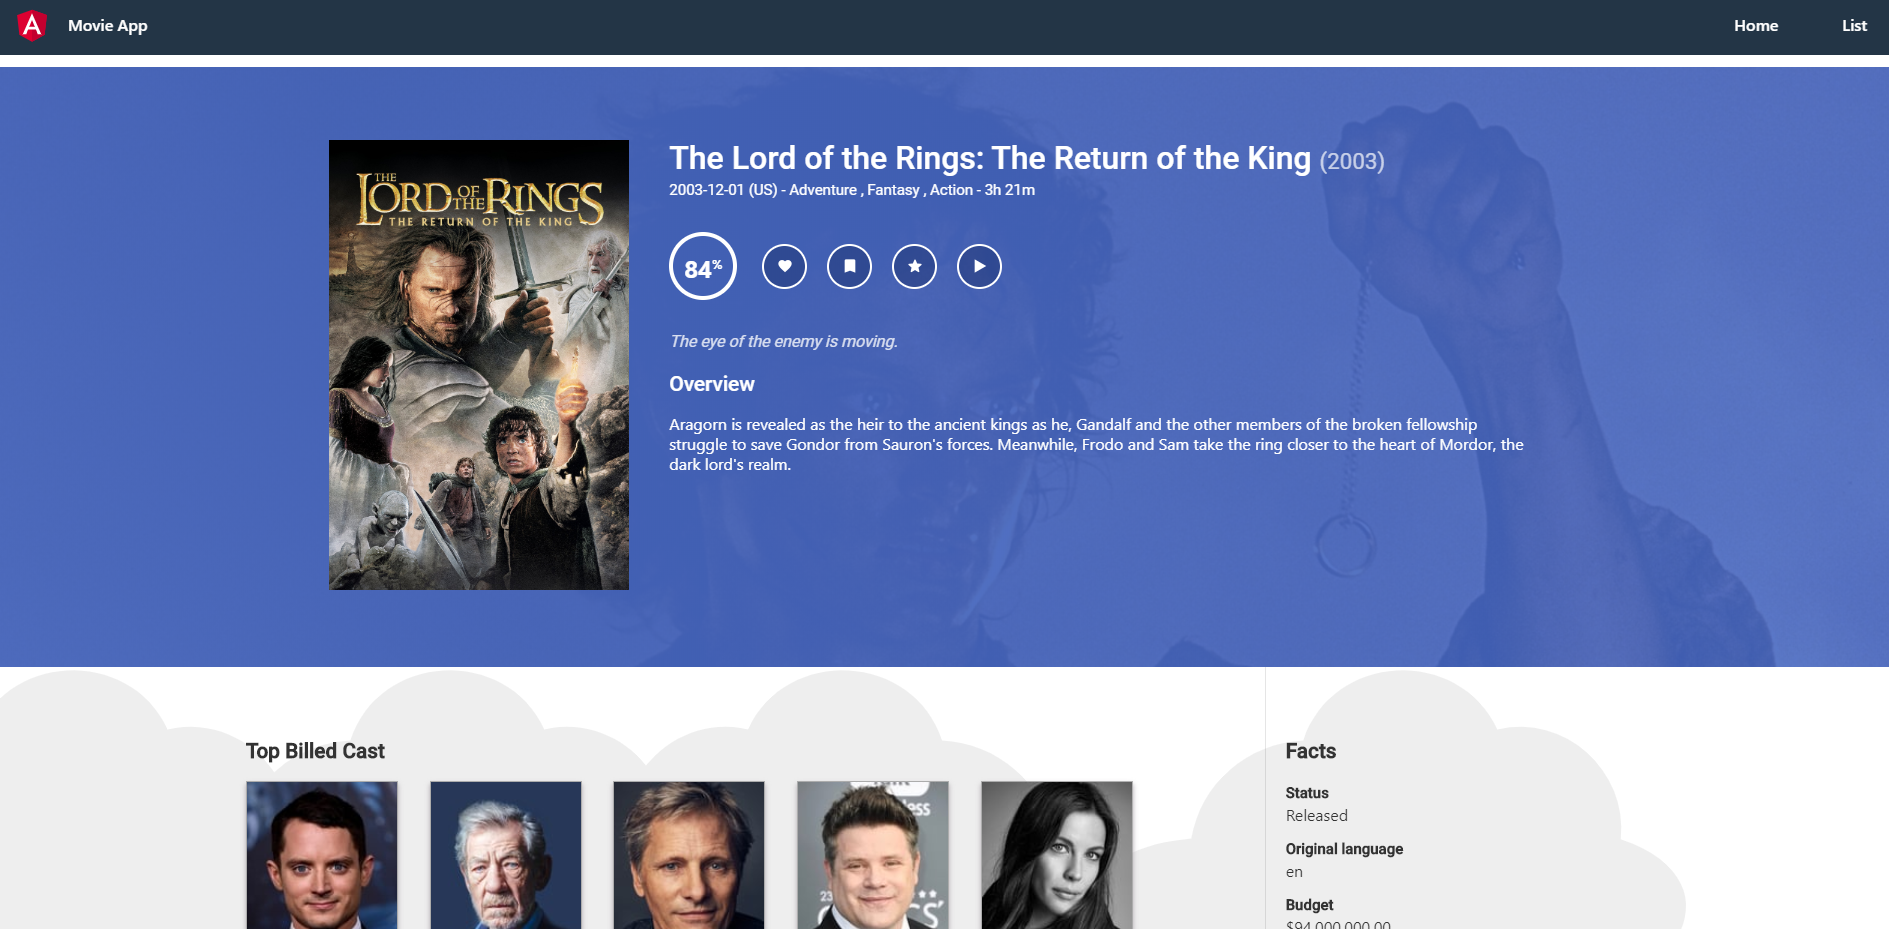 Movie App
Home
List
THE
LORD OF
THE RINGS
THE RETURN OF THE KING
The Lord of the Rings: The Return of the King (2003)
2003-12-01 (US) - Adventure , Fantasy , Action - 3h 21m
84%
The eye of the enemy is moving.
Overview
Aragorn is revealed as the heir to the ancient kings as he, Gandalf and the other members of the broken fellowship
struggle to save Gondor from Sauron's forces. Meanwhile, Frodo and Sam take the ring closer to the heart of Mordor, the
dark lord's realm.
Top Billed Cast
Facts
Status
Released
Original language
en
Budget
$94,000,000.00